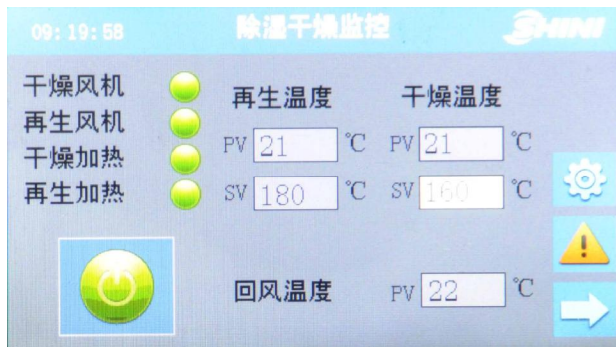 09:19:58 除湿干燥监控 SHINI
干燥风机
再生风机
干燥加热
再生加热
再生温度 干燥温度
PV 21 ℃ PV 21 ℃
SV 180 ℃ SV 160 ℃
回风温度 PV 22 ℃